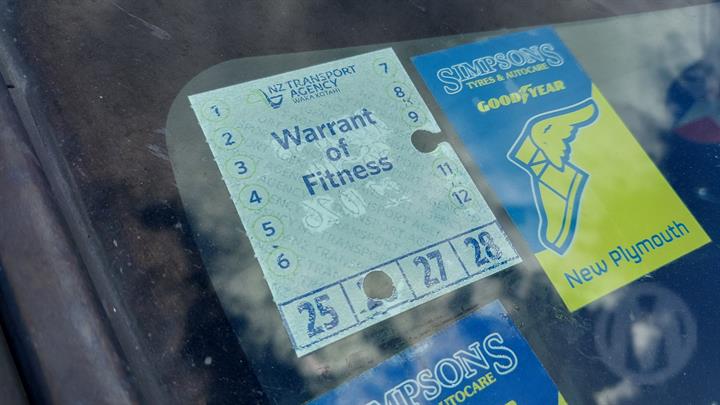 NZ TRANSPORT
AGENCY
WAKA KOTAHI
Warrant
of
Fitness
1
2
3
4
5
6
7
8
9
11
12
25 27 28
SIMPSONS
TYRES & AUTOCARE
GOODYEAR
New Plymouth
SIMPSONS
AUTOCARE